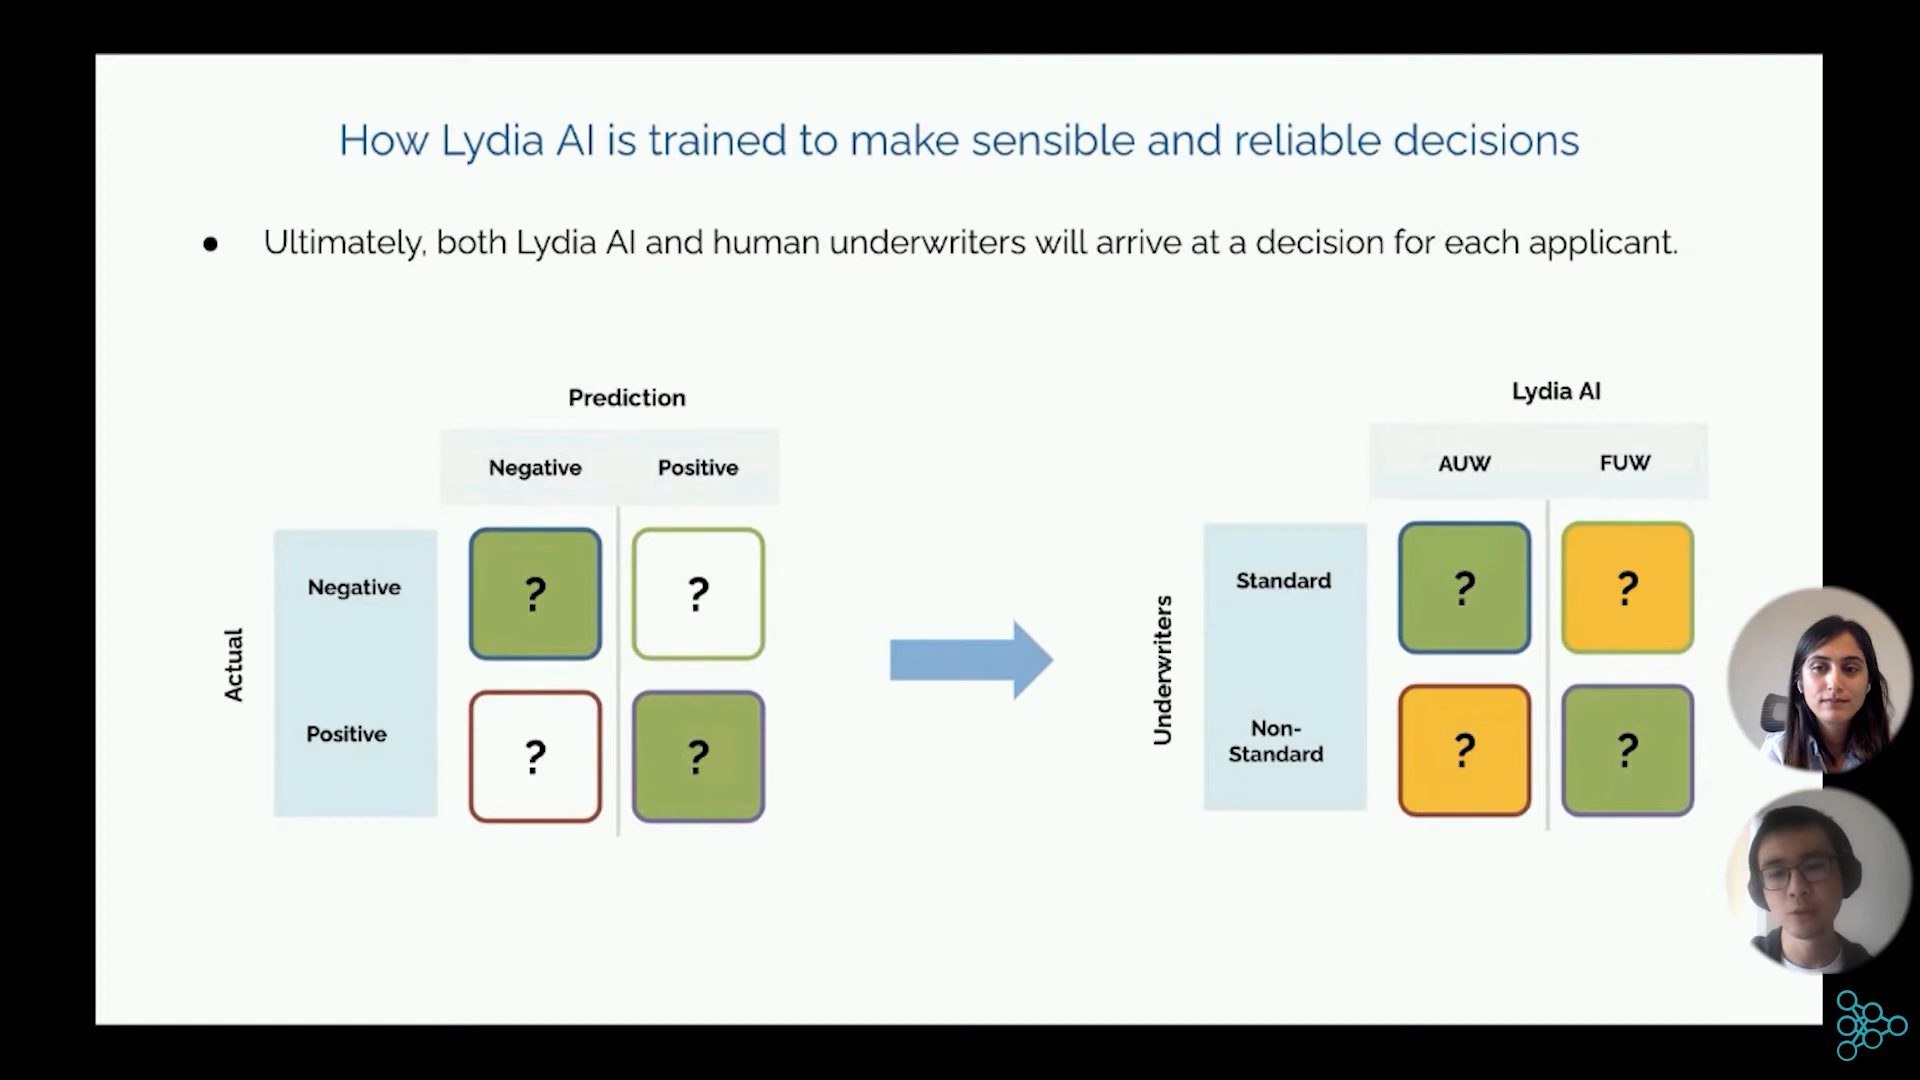 How Lydia AI is trained to make sensible and reliable decisions
● Ultimately, both Lydia AI and human underwriters will arrive at a decision for each applicant.
Prediction
Negative Positive
Actual
Negative ? ?
Positive ? ?
Lydia AI
AUW FUW
Underwriters
Standard ? ?
Non-
Standard ? ?